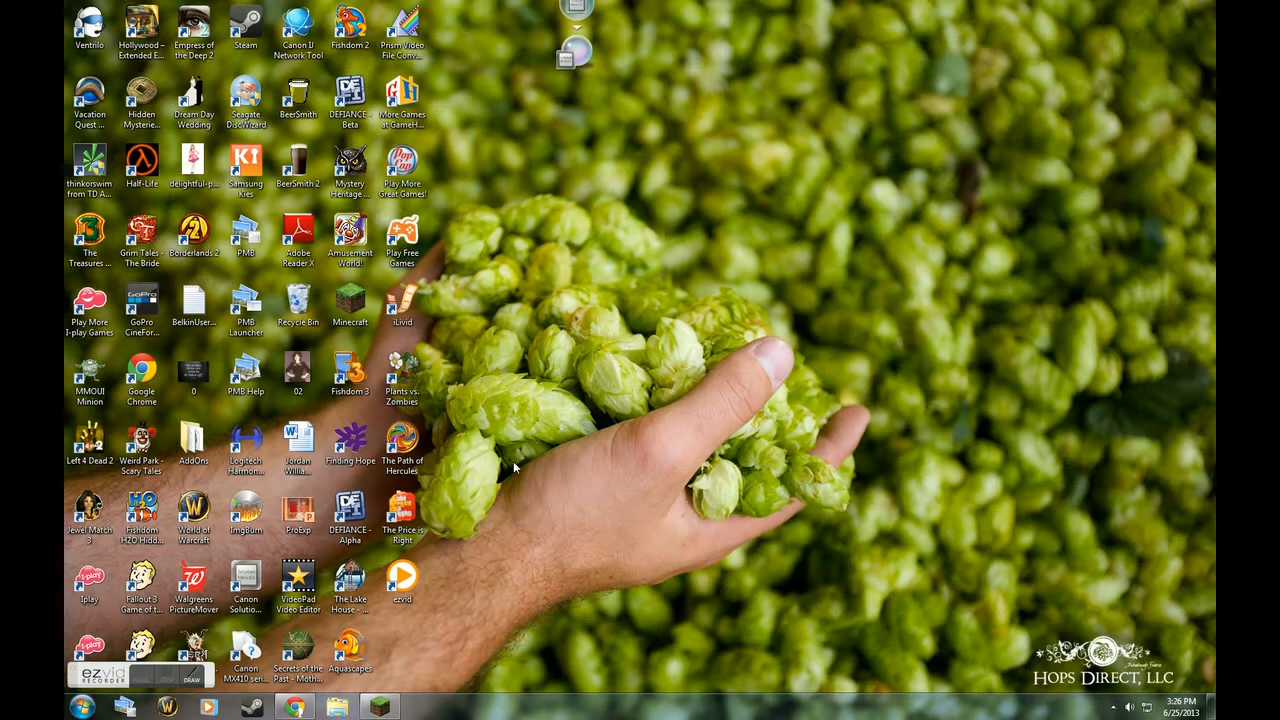 Ventrilo
Hollywood –
Extended E...
Empress of
the Deep 2
Steam
Canon IJ
Network Tool
Fishdom 2
Prism Video
File Conv...
Vacation
Quest ...
Hidden
Mysterie...
Dream Day
Wedding
Seagate
DiscWizard
BeerSmith
DEFIANCE -
Beta
More Games
at GameH...
thinkorswim
from TD A...
Half-Life
delightful-p...
Samsung
Kies
BeerSmith 2
Mystery
Heritage ...
Play More
Great Games!
The
Treasures ...
Grim Tales -
The Bride
Borderlands 2
PMB
Adobe
Reader X
Amusement
World!
Play Free
Games
Play More
I-play Games
GoPro
CineFor...
BelkinUser...
PMB
Launcher
Recycle Bin
Minecraft
iLivid
MMOUI
Minion
Google
Chrome
0
PMB Help
02
Fishdom 3
Plants vs.
Zombies
Left 4 Dead 2
Weird Park -
Scary Tales
AddOns
Logitech
Harmon...
Jordan
Willia...
Finding Hope
The Path of
Hercules
Jewel Match
3
Fishdom
H2O Hidd...
World of
Warcraft
ImgBurn
ProExp
DEFIANCE -
Alpha
The Price is
Right
Iplay
Fallout 3
Game of t...
Walgreens
PictureMover
Canon
Solutio...
VideoPad
Video Editor
The Lake
House - ...
ezvid
Canon
MX410 seri...
Secrets of the
Past - Moth...
Aquascapes
ezvid
RECORDER
DRAW
HOPS DIRECT, LLC
3:26 PM
6/25/2013